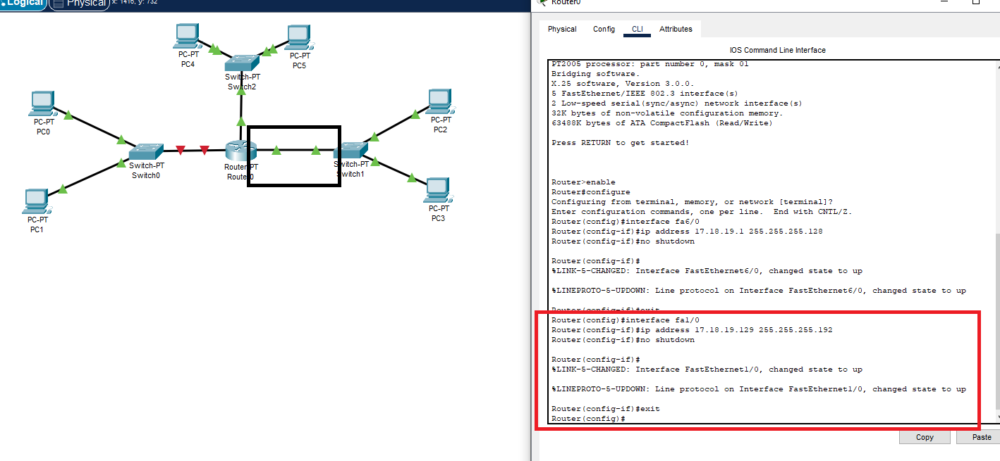 Logical
Physical
x: 1416, y: 732
PC-PT
PC4
PC-PT
PC5
Switch-PT
Switch2
PC-PT
PC0
PC-PT
PC2
Switch-PT
Switch0
Router-PT
Router0
Switch-PT
Switch1
PC-PT
PC1
PC-PT
PC3
Router0
Physical Config CLI Attributes
IOS Command Line Interface
PT2005 processor: part number 0, mask 01
Bridging software.
X.25 software, Version 3.0.0.
5 FastEthernet/IEEE 802.3 interface(s)
2 Low-speed serial(sync/async) network interface(s)
32K bytes of non-volatile configuration memory.
63488K bytes of ATA CompactFlash (Read/Write)
Press RETURN to get started!
Router>enable
Router#configure
Configuring from terminal, memory, or network [terminal]?
Enter configuration commands, one per line.  End with CNTL/Z.
Router(config)#interface fa6/0
Router(config-if)#ip address 17.18.19.1 255.255.255.128
Router(config-if)#no shutdown
Router(config-if)#
%LINK-5-CHANGED: Interface FastEthernet6/0, changed state to up
%LINEPROTO-5-UPDOWN: Line protocol on Interface FastEthernet6/0, changed state to up
Router(config-if)#exit
Router(config)#interface fa1/0
Router(config-if)#ip address 17.18.19.129 255.255.255.192
Router(config-if)#no shutdown
Router(config-if)#
%LINK-5-CHANGED: Interface FastEthernet1/0, changed state to up
%LINEPROTO-5-UPDOWN: Line protocol on Interface FastEthernet1/0, changed state to up
Router(config-if)#exit
Router(config)#
Copy Paste